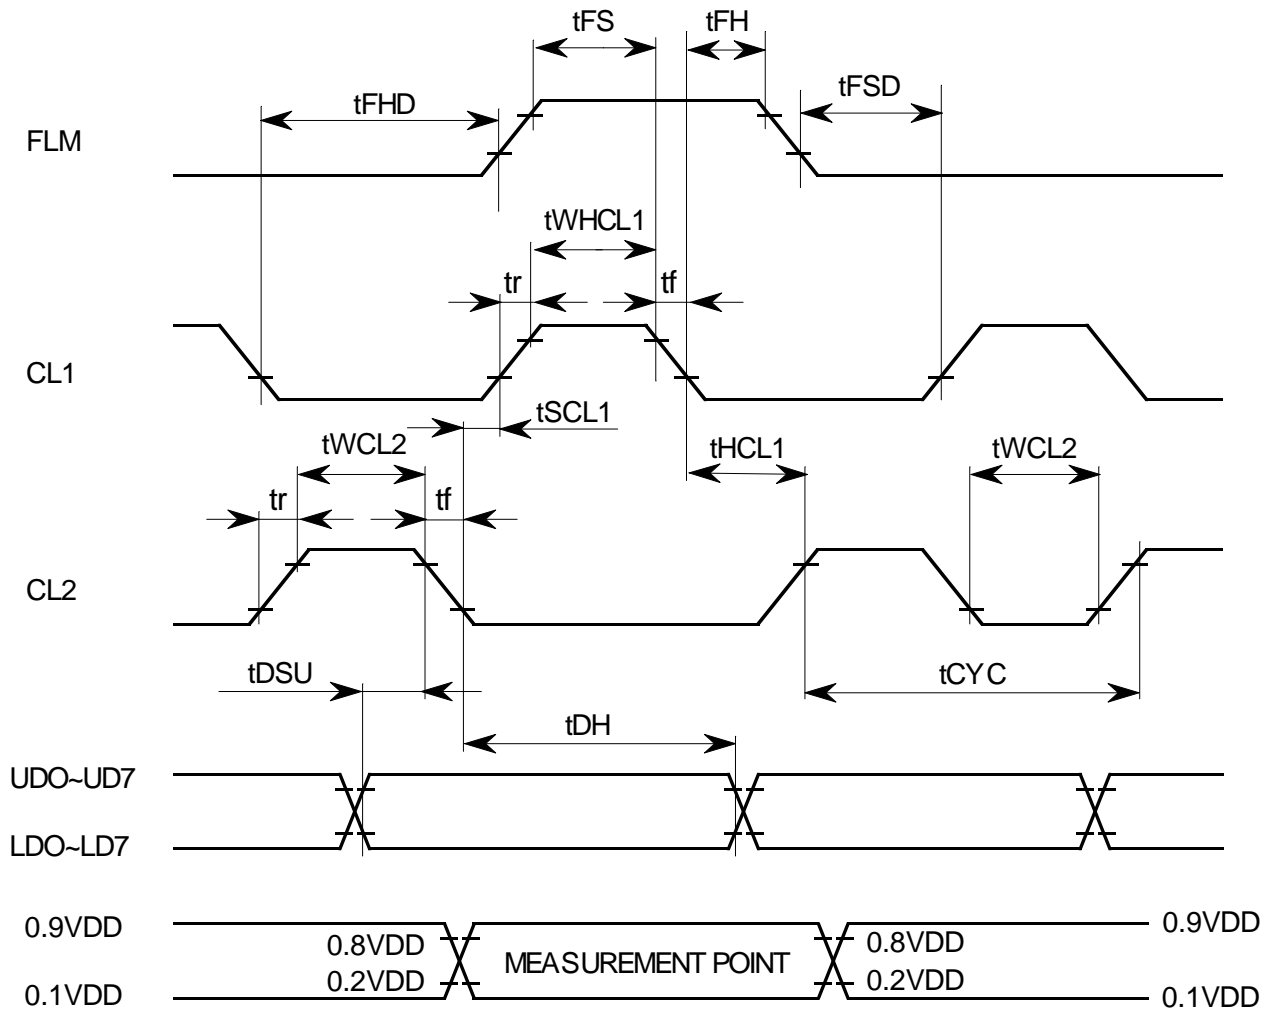 tFS
tFH
tFHD
tFSD
FLM
tWHCL1
tr
tf
CL1
tSCL1
tWCL2
tHCL1
tWCL2
tr
tf
CL2
tDSU
tCYC
tDH
UDO~UD7
LDO~LD7
0.9VDD
0.9VDD
0.8VDD
0.8VDD
MEASUREMENT POINT
0.2VDD
0.2VDD
0.1VDD
0.1VDD